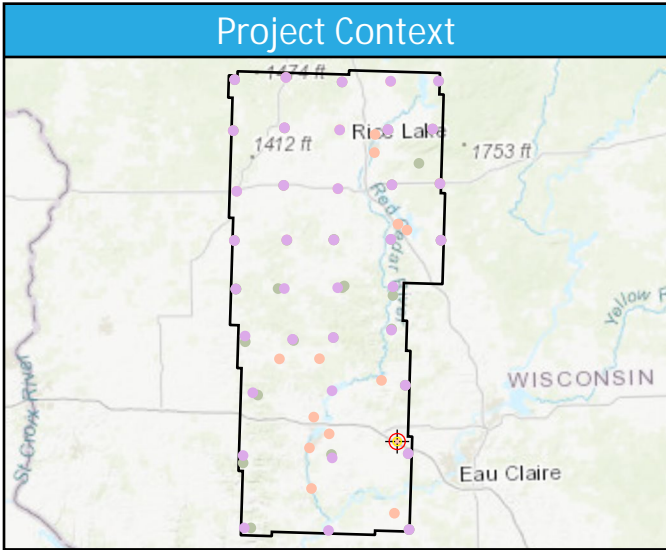 Project Context
1474 ft
Rice Lake
1412 ft
1753 ft
Red Cedar River
Yellow R
WISCONSIN
St Croix River
Eau Claire